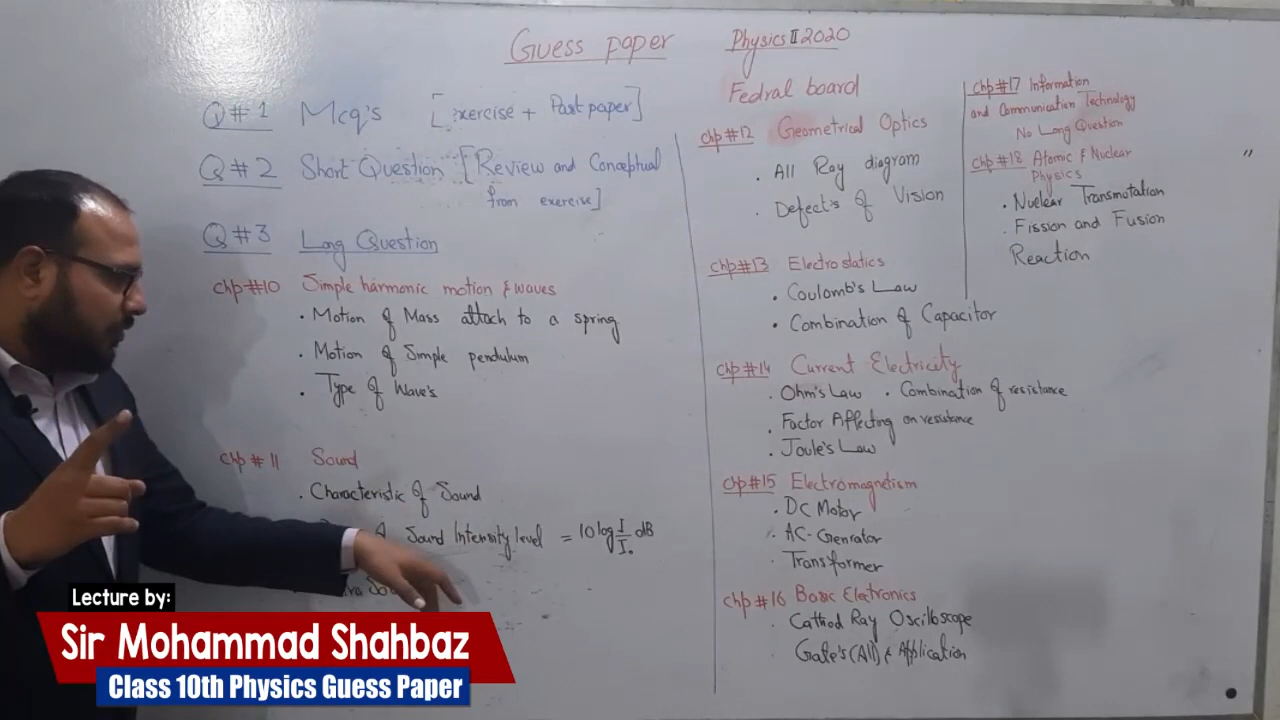 Guess paper
Physics II 2020
Fedral board
Q#1 Mcq's [exercise + Past paper]
Q#2 Short Question [Review and Conceptual
from exercise]
Q#3 Long Question
Chp#10 Simple harmonic motion & waves
. Motion of Mass attach to a spring
. Motion of Simple pendulum
. Type of Wave's
Chp #11 Sound
. Characteristic of Sound
Sound Intensity level = 10 log I/I₀ dB
Chp#12 Geometrical Optics
. All Ray diagram
. Defect's of Vision
Chp#13 Electrostatics
. Coulomb's Law
. Combination of Capacitor
Chp#14 Current Electricity
. Ohm's Law . Combination of resistance
. Factor Affecting on resistance
. Joule's Law
Chp#15 Electromagnetism
. DC Motor
. AC-Genrator
. Transformer
Chp#16 Basic Electronics
. Cathod Ray Osciloscope
. Gate's (All) & Application
Chp#17 Information
and Communication Technology
No Long Question
Chp#18 Atomic & Nuclear
Physics
. Nuclear Transmutation
. Fission and Fusion
Reaction
Lecture by:
Sir Mohammad Shahbaz
Class 10th Physics Guess Paper